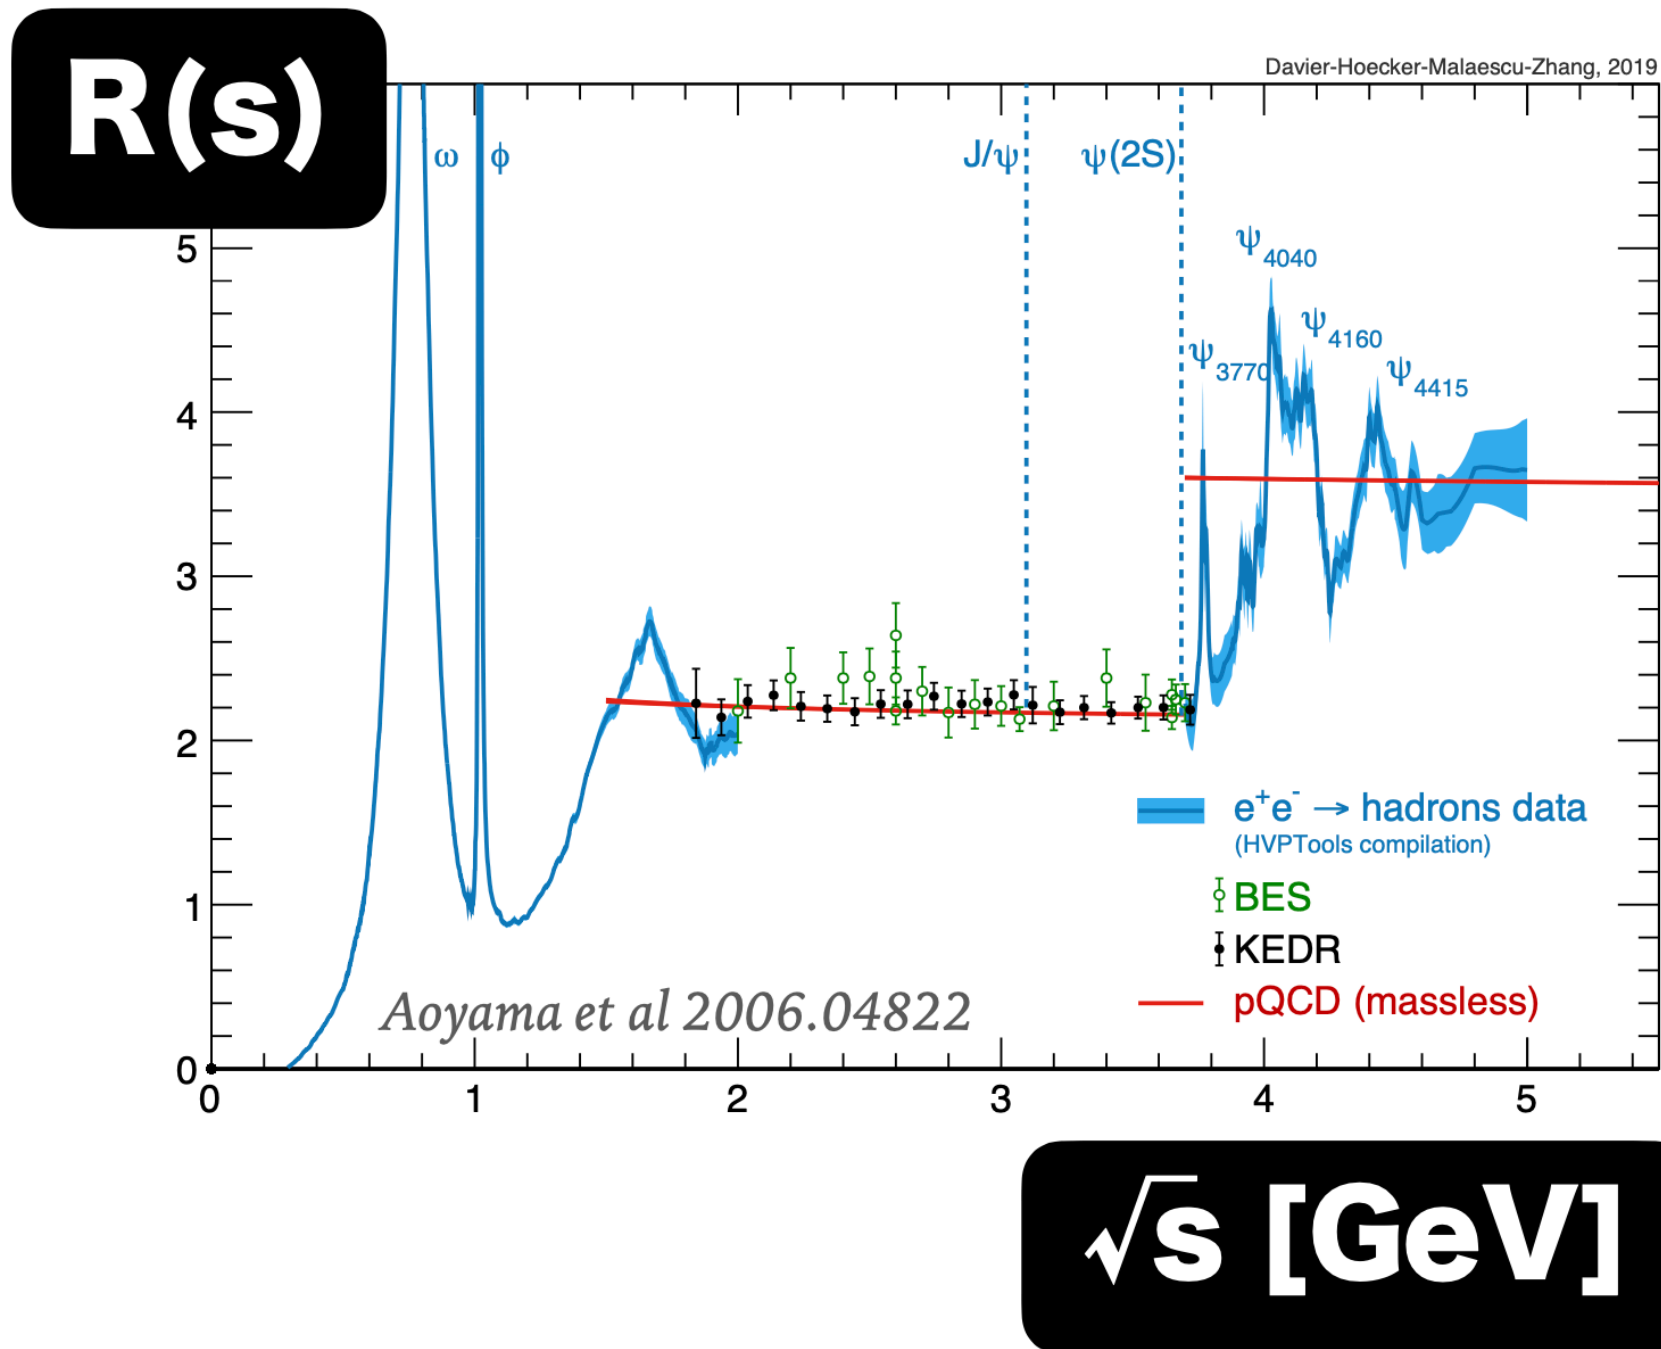 R(s)
Davier-Hoecker-Malaescu-Zhang, 2019
ω ϕ J/ψ ψ(2S)
5
ψ4040
ψ4160
ψ3770
ψ4415
4
3
2
e+e- → hadrons data
(HVPTools compilation)
1
BES
KEDR
pQCD (massless)
Aoyama et al 2006.04822
0
0 1 2 3 4 5
√s [GeV]